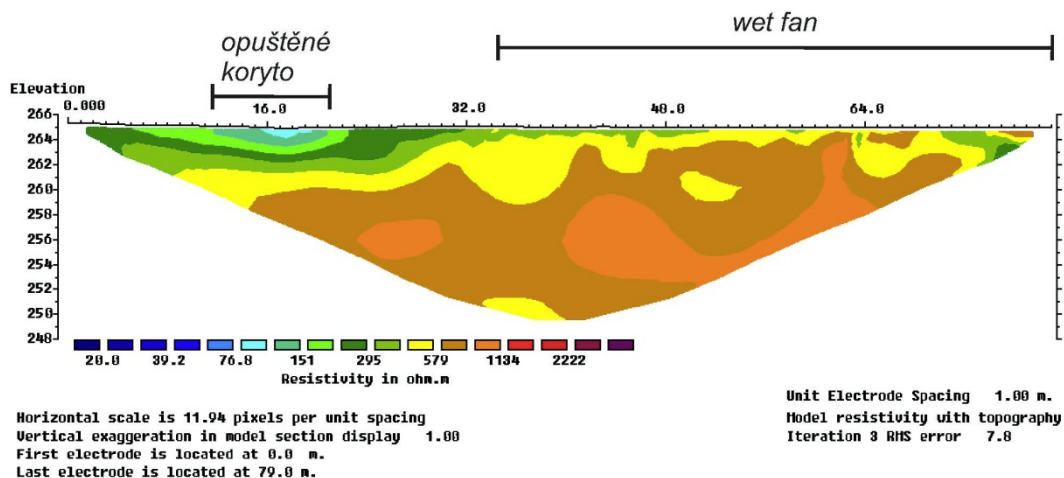 opuštěné
koryto
wet fan
Elevation
0.000 16.0 32.0 48.0 64.0
266
264
262
260
258
256
254
252
250
248
20.0 39.2 76.8 151 295 579 1134 2222
Resistivity in ohm.m
Horizontal scale is 11.94 pixels per unit spacing
Vertical exaggeration in model section display 1.00
First electrode is located at 0.0 m.
Last electrode is located at 79.0 m.
Unit Electrode Spacing 1.00 m.
Model resistivity with topography
Iteration 3 RMS error 7.8